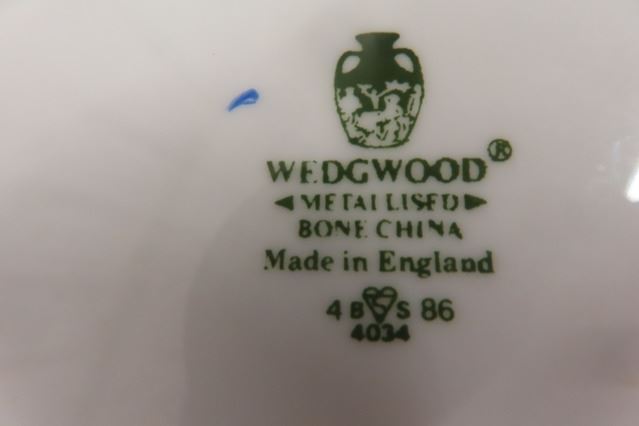 WEDGWOOD®
METALLISED
BONE CHINA
Made in England
4 B S 86
4034